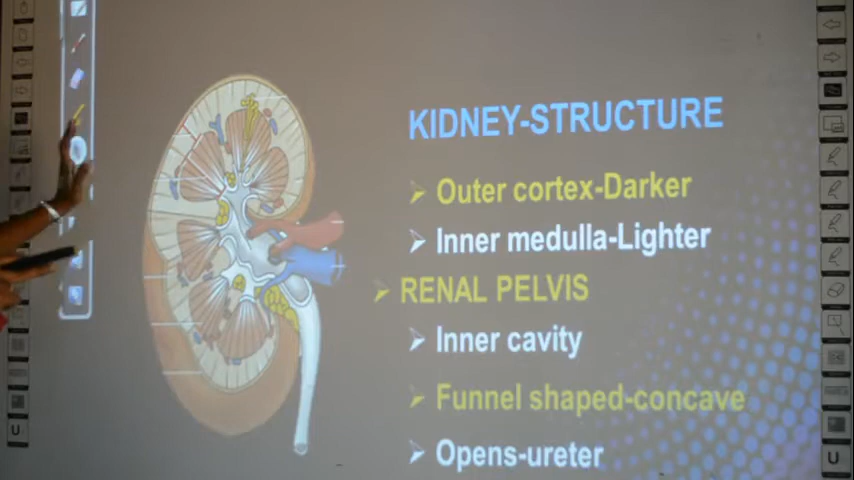 KIDNEY-STRUCTURE
➢ Outer cortex-Darker
➢ Inner medulla-Lighter
➢ RENAL PELVIS
➢ Inner cavity
➢ Funnel shaped-concave
➢ Opens-ureter
U
U